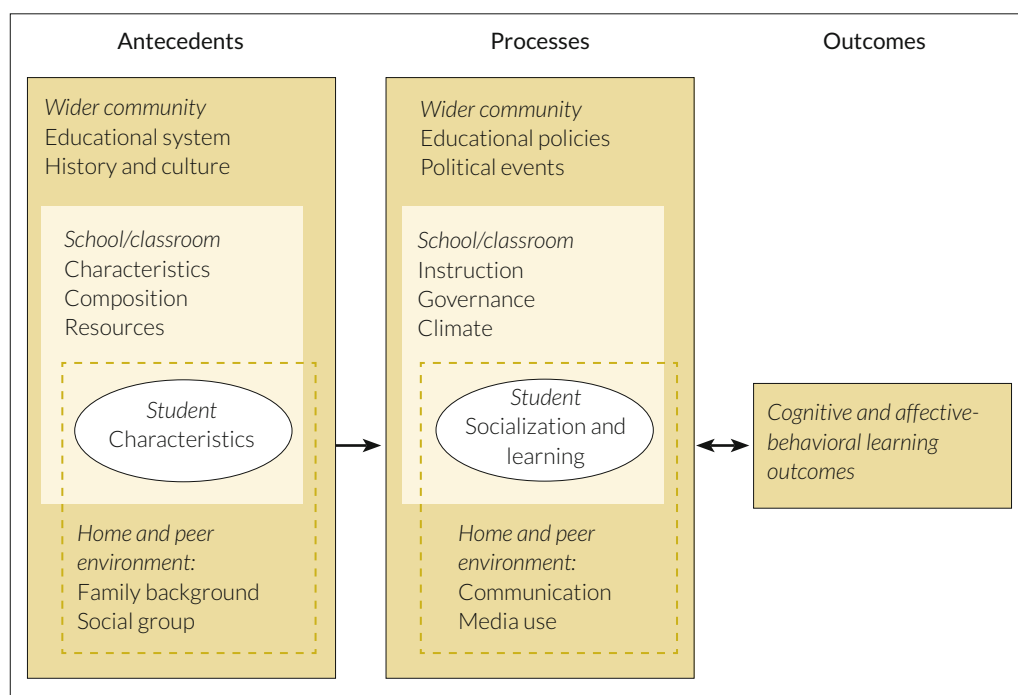 Antecedents
Processes
Outcomes
Wider community
Educational system
History and culture
School/classroom
Characteristics
Composition
Resources
Student
Characteristics
Home and peer
environment:
Family background
Social group
Wider community
Educational policies
Political events
School/classroom
Instruction
Governance
Climate
Student
Socialization and
learning
Home and peer
environment:
Communication
Media use
Cognitive and affective-
behavioral learning
outcomes